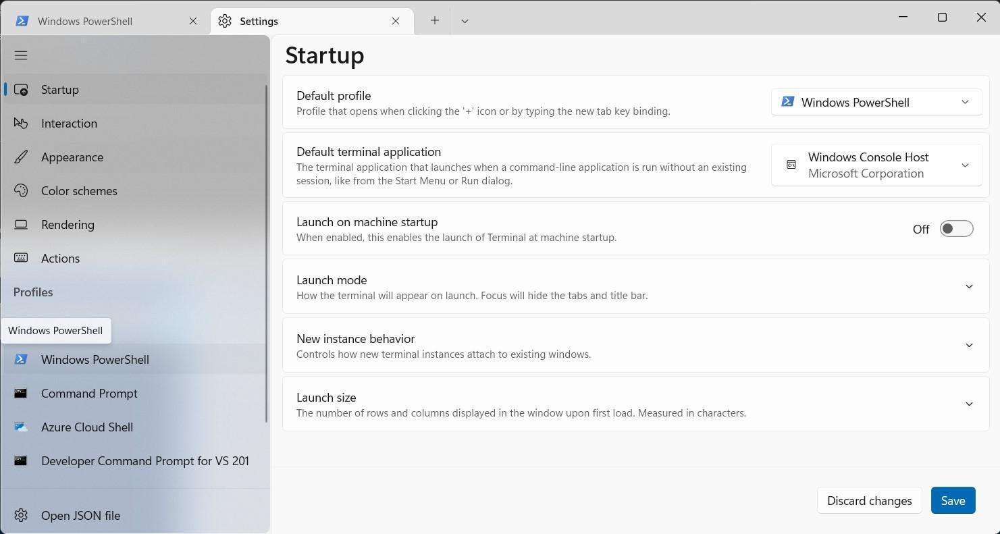 Windows PowerShell
Settings
Startup
Interaction
Appearance
Color schemes
Rendering
Actions
Profiles
Windows PowerShell
Windows PowerShell
Command Prompt
Azure Cloud Shell
Developer Command Prompt for VS 201
Open JSON file
Startup
Default profile
Profile that opens when clicking the '+' icon or by typing the new tab key binding.
Windows PowerShell
Default terminal application
The terminal application that launches when a command-line application is run without an existing
session, like from the Start Menu or Run dialog.
Windows Console Host
Microsoft Corporation
Launch on machine startup
When enabled, this enables the launch of Terminal at machine startup.
Off
Launch mode
How the terminal will appear on launch. Focus will hide the tabs and title bar.
New instance behavior
Controls how new terminal instances attach to existing windows.
Launch size
The number of rows and columns displayed in the window upon first load. Measured in characters.
Discard changes
Save